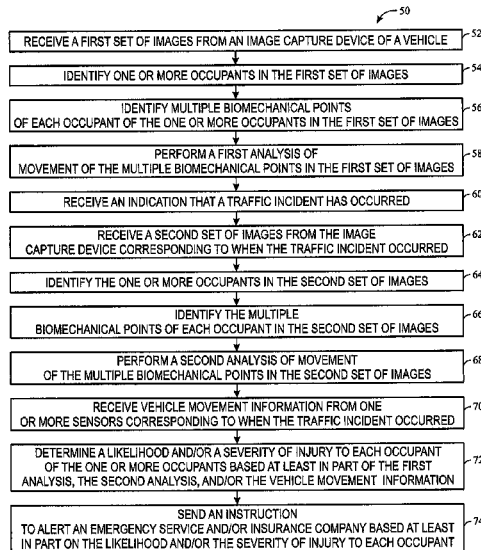 50
RECEIVE A FIRST SET OF IMAGES FROM AN IMAGE CAPTURE DEVICE OF A VEHICLE
52
IDENTIFY ONE OR MORE OCCUPANTS IN THE FIRST SET OF IMAGES
54
IDENTIFY MULTIPLE BIOMECHANICAL POINTS
OF EACH OCCUPANT OF THE ONE OR MORE OCCUPANTS IN THE FIRST SET OF IMAGES
56
PERFORM A FIRST ANALYSIS OF
MOVEMENT OF THE MULTIPLE BIOMECHANICAL POINTS IN THE FIRST SET OF IMAGES
58
RECEIVE AN INDICATION THAT A TRAFFIC INCIDENT HAS OCCURRED
60
RECEIVE A SECOND SET OF IMAGES FROM THE IMAGE
CAPTURE DEVICE CORRESPONDING TO WHEN THE TRAFFIC INCIDENT OCCURRED
62
IDENTIFY THE ONE OR MORE OCCUPANTS IN THE SECOND SET OF IMAGES
64
IDENTIFY THE MULTIPLE
BIOMECHANICAL POINTS OF EACH OCCUPANT IN THE SECOND SET OF IMAGES
66
PERFORM A SECOND ANALYSIS OF MOVEMENT
OF THE MULTIPLE BIOMECHANICAL POINTS IN THE SECOND SET OF IMAGES
68
RECEIVE VEHICLE MOVEMENT INFORMATION FROM ONE
OR MORE SENSORS CORRESPONDING TO WHEN THE TRAFFIC INCIDENT OCCURRED
70
DETERMINE A LIKELIHOOD AND/OR A SEVERITY OF INJURY TO EACH OCCUPANT
OF THE ONE OR MORE OCCUPANTS BASED AT LEAST IN PART OF THE FIRST
ANALYSIS, THE SECOND ANALYSIS, AND/OR THE VEHICLE MOVEMENT INFORMATION
72
SEND AN INSTRUCTION
TO ALERT AN EMERGENCY SERVICE AND/OR INSURANCE COMPANY BASED AT LEAST
IN PART ON THE LIKELIHOOD AND/OR THE SEVERITY OF INJURY TO EACH OCCUPANT
74